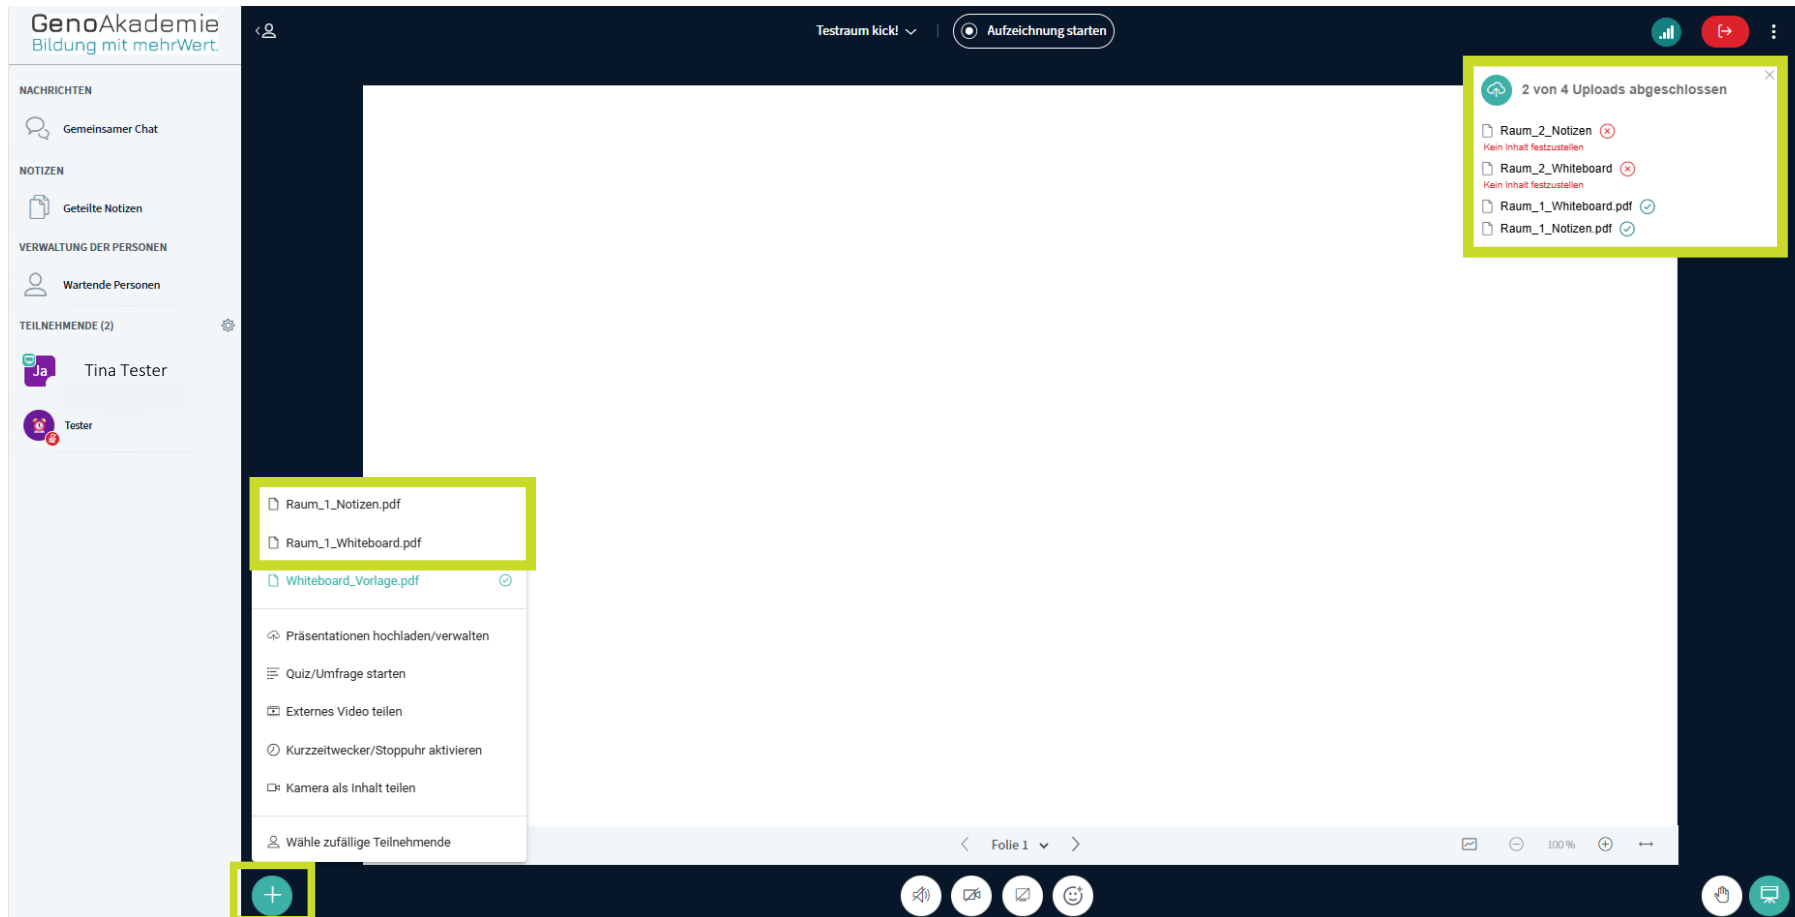 GenoAkademie
Bildung mit mehrWert.
NACHRICHTEN
Gemeinsamer Chat
NOTIZEN
Geteilte Notizen
VERWALTUNG DER PERSONEN
Wartende Personen
TEILNEHMENDE (2)
Ja
Tina Tester
Tester
Testraum kick!
Aufzeichnung starten
2 von 4 Uploads abgeschlossen
Raum_2_Notizen
Kein Inhalt festzustellen
Raum_2_Whiteboard
Kein Inhalt festzustellen
Raum_1_Whiteboard.pdf
Raum_1_Notizen.pdf
Raum_1_Notizen.pdf
Raum_1_Whiteboard.pdf
Whiteboard_Vorlage.pdf
Präsentationen hochladen/verwalten
Quiz/Umfrage starten
Externes Video teilen
Kurzzeitwecker/Stoppuhr aktivieren
Kamera als Inhalt teilen
Wähle zufällige Teilnehmende
Folie 1
100 %